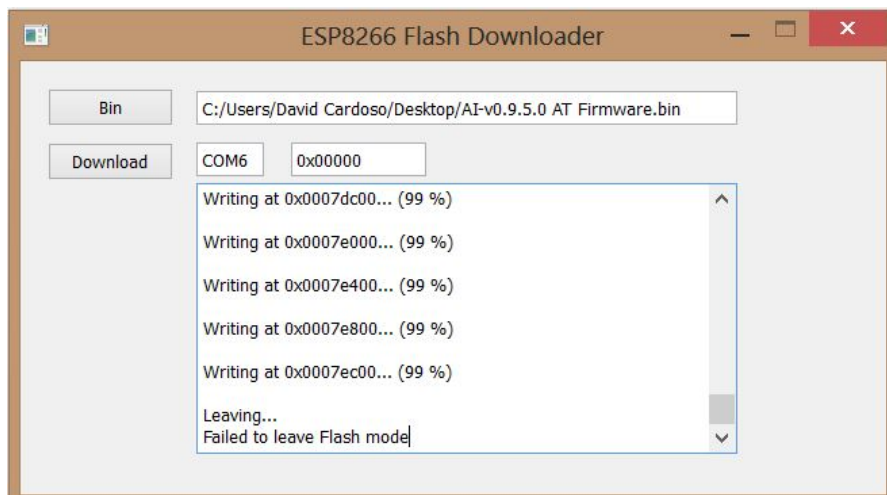 ESP8266 Flash Downloader
Bin
C:/Users/David Cardoso/Desktop/AI-v0.9.5.0 AT Firmware.bin
Download
COM6
0x00000
Writing at 0x0007dc00... (99 %)
Writing at 0x0007e000... (99 %)
Writing at 0x0007e400... (99 %)
Writing at 0x0007e800... (99 %)
Writing at 0x0007ec00... (99 %)
Leaving...
Failed to leave Flash mode